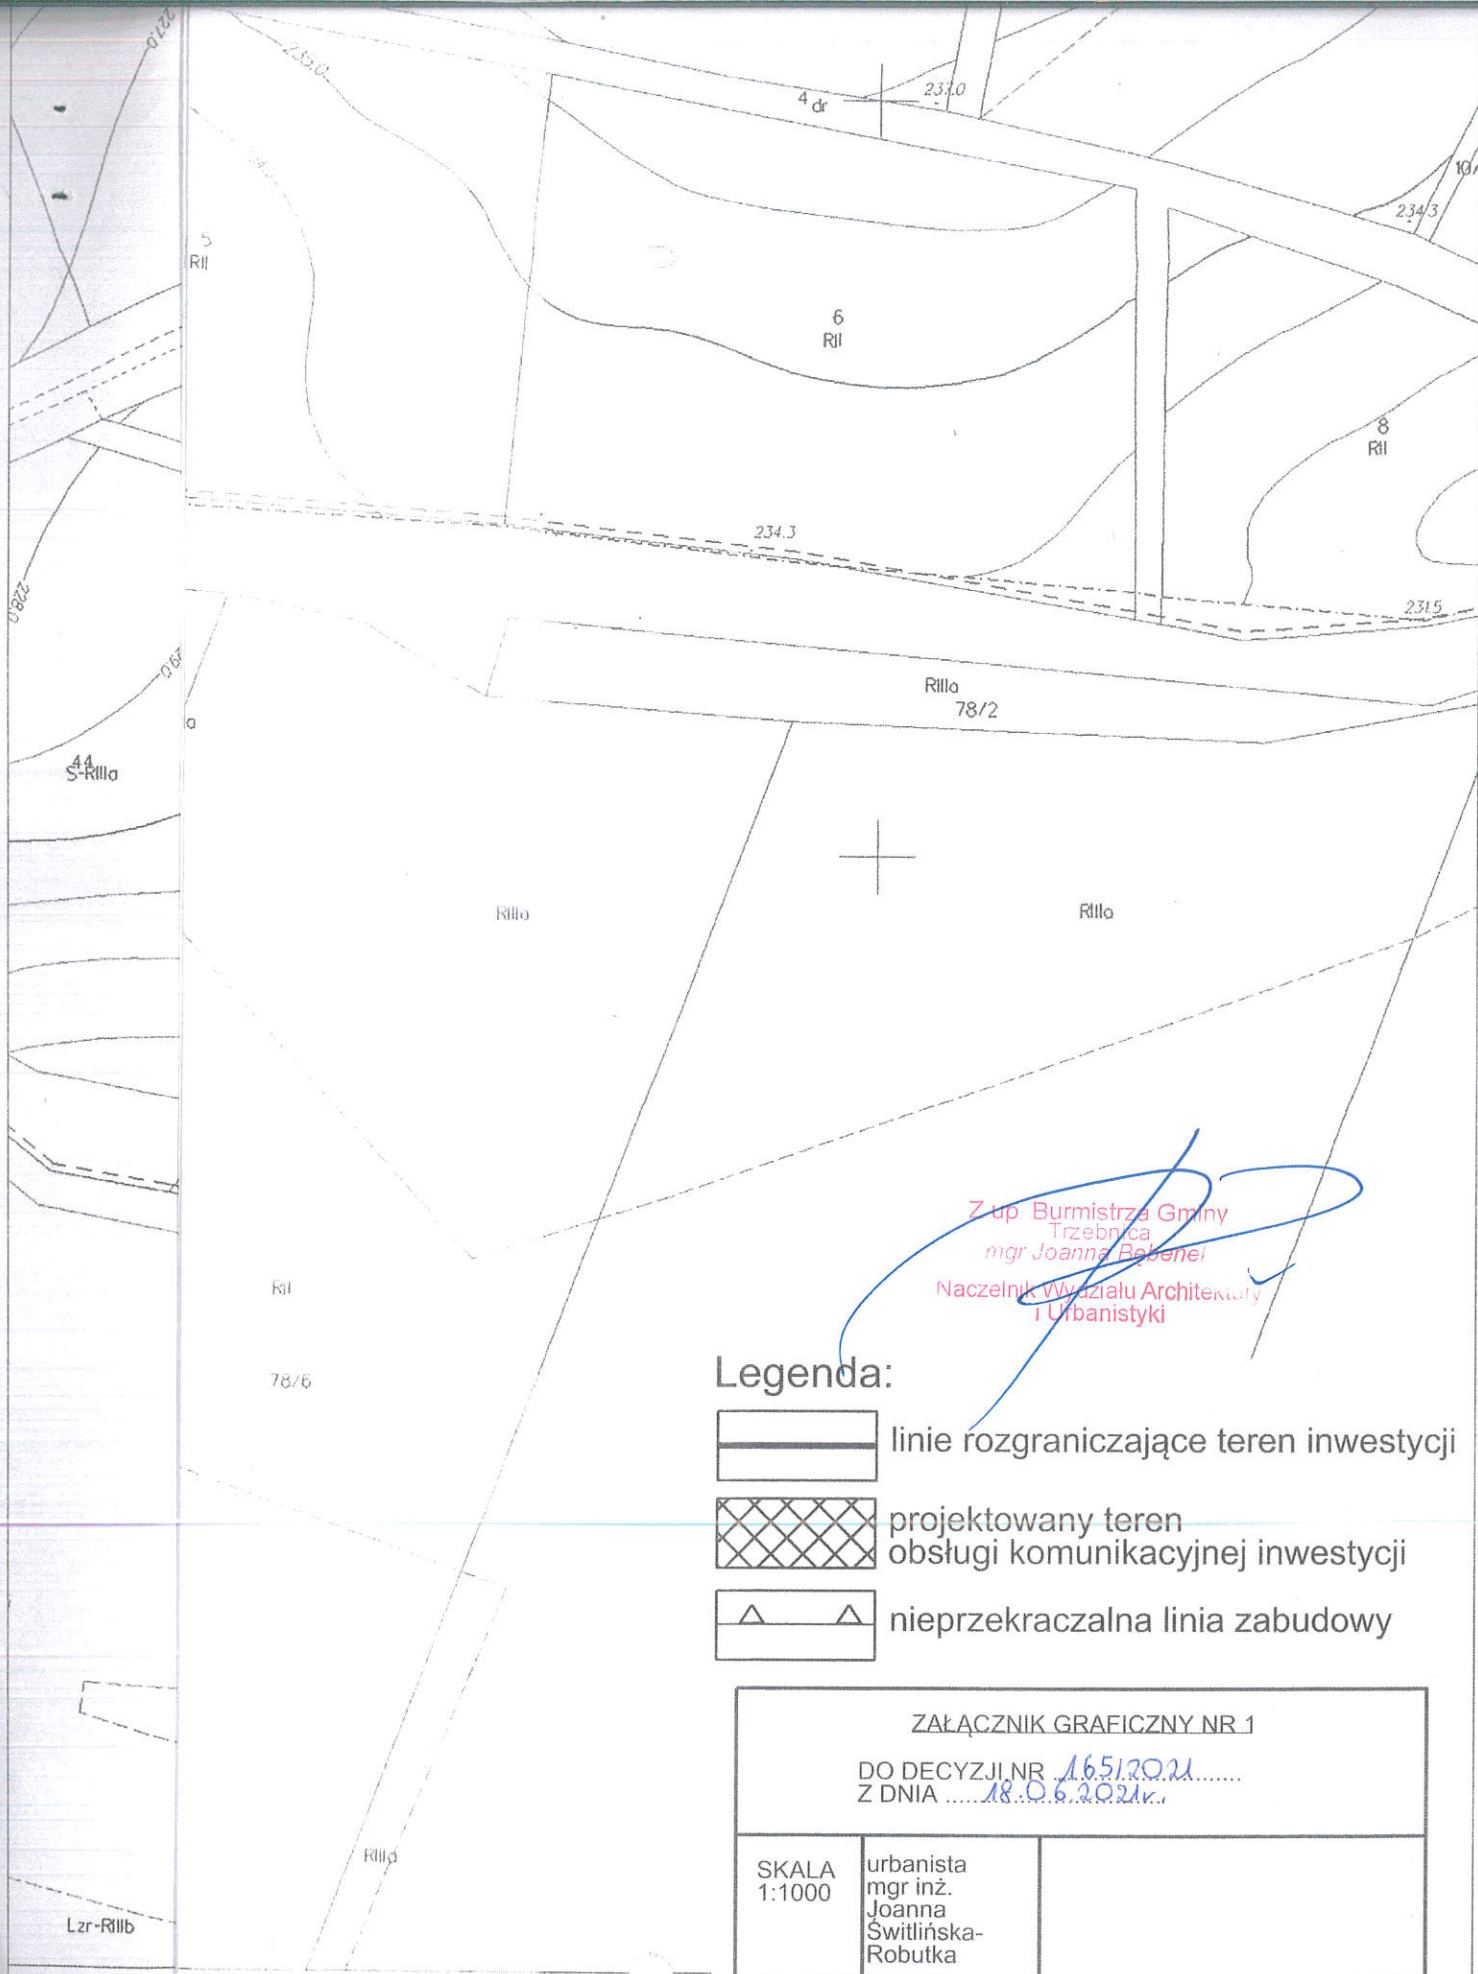 227.0
235.0
4 dr
237.0
10/
234.3
5
RII
6
RII
8
RII
234.3
231.5
228.0
29.0
RIIIa
78/2
a
44
S-RIIIa
RIIIa
RIIIa
Z up. Burmistrza Gminy
Trzebnica
mgr Joanna Bębenel
Naczelnik Wydziału Architektury
i Urbanistyki
RII
78/6
Legenda:
linie rozgraniczające teren inwestycji
projektowany teren
obsługi komunikacyjnej inwestycji
nieprzekraczalna linia zabudowy
ZAŁĄCZNIK GRAFICZNY NR 1
DO DECYZJI NR 165/2021
Z DNIA ..... 18.06.2021r.
RIIIa
SKALA
1:1000
urbanista
mgr inż.
Joanna
Świtlińska-
Robutka
Lzr-RIIIb